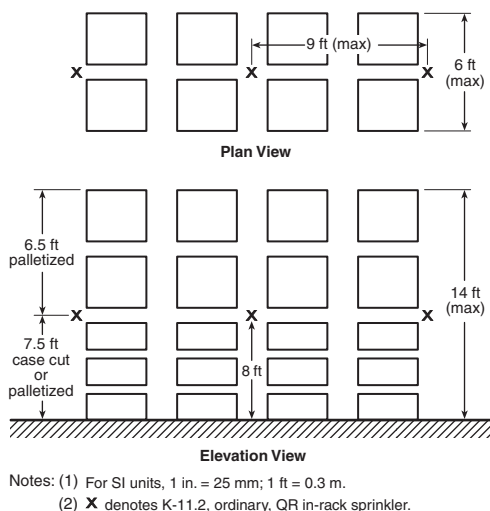 9 ft (max)
x
x
x
6 ft
(max)
Plan View
6.5 ft
palletized
x
x
x
14 ft
(max)
7.5 ft
case cut
or
palletized
8 ft
Elevation View
Notes: (1) For SI units, 1 in. = 25 mm; 1 ft = 0.3 m.
(2) x denotes K-11.2, ordinary, QR in-rack sprinkler.